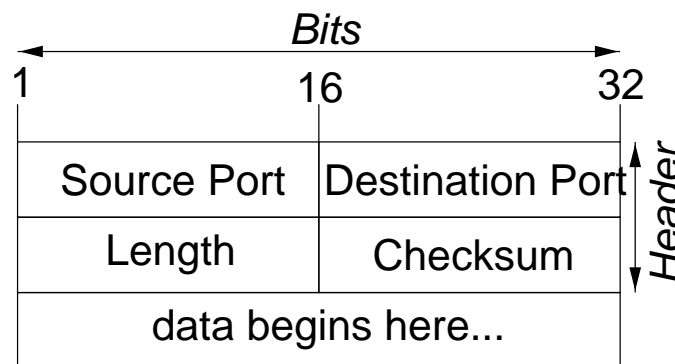 Bits
1 16 32
Source Port Destination Port
Header
Length Checksum
data begins here...